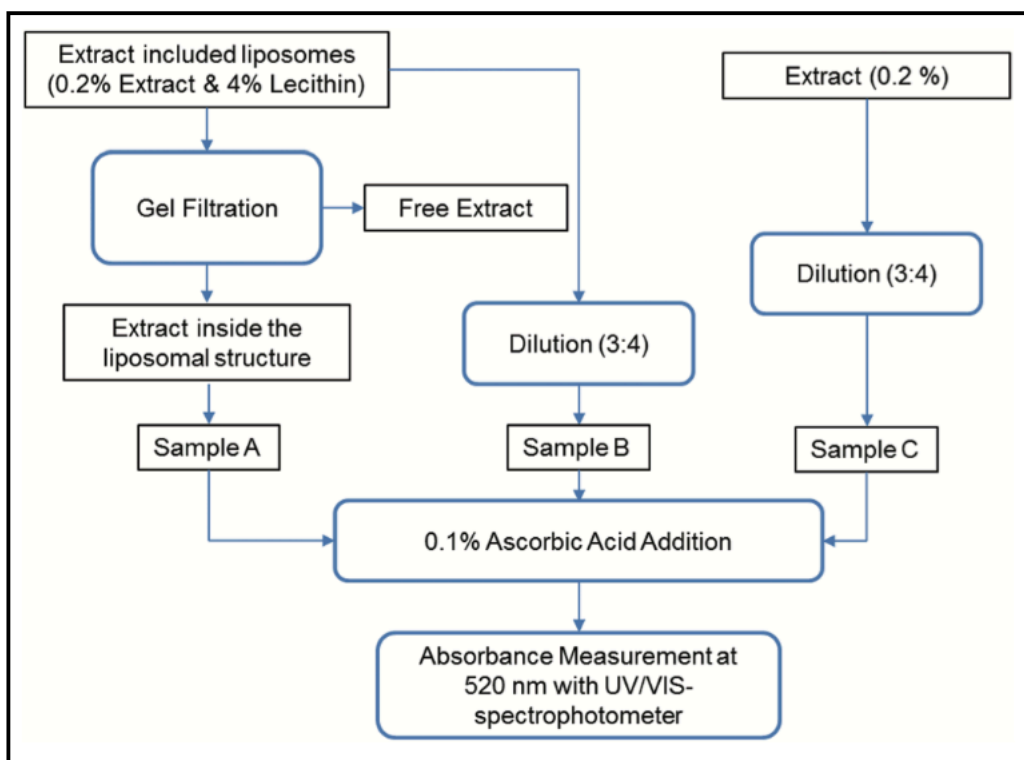 Extract included liposomes
(0.2% Extract & 4% Lecithin)
Extract (0.2 %)
Gel Filtration
Free Extract
Dilution (3:4)
Extract inside the
liposomal structure
Dilution (3:4)
Sample A
Sample B
Sample C
0.1% Ascorbic Acid Addition
Absorbance Measurement at
520 nm with UV/VIS-
spectrophotometer